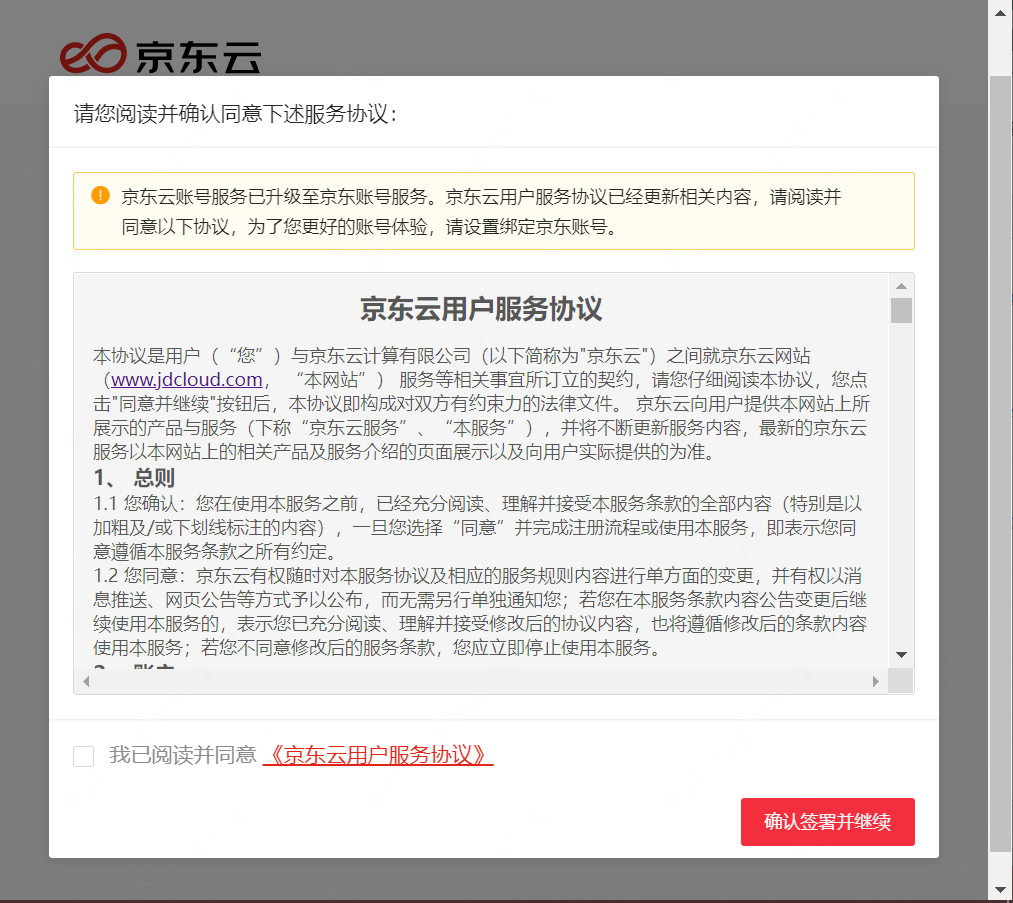 京东云
请您阅读并确认同意下述服务协议：
京东云账号服务已升级至京东账号服务。京东云用户服务协议已经更新相关内容，请阅读并
同意以下协议，为了您更好的账号体验，请设置绑定京东账号。
京东云用户服务协议
本协议是用户（“您”）与京东云计算有限公司（以下简称为"京东云"）之间就京东云网站
（www.jdcloud.com， “本网站”） 服务等相关事宜所订立的契约，请您仔细阅读本协议，您点
击"同意并继续"按钮后，本协议即构成对双方有约束力的法律文件。 京东云向用户提供本网站上所
展示的产品与服务（下称“京东云服务”、“本服务”），并将不断更新服务内容，最新的京东云
服务以本网站上的相关产品及服务介绍的页面展示以及向用户实际提供的为准。
1、 总则
1.1 您确认：您在使用本服务之前，已经充分阅读、理解并接受本服务条款的全部内容（特别是以
加粗及/或下划线标注的内容），一旦您选择“同意”并完成注册流程或使用本服务，即表示您同
意遵循本服务条款之所有约定。
1.2 您同意：京东云有权随时对本服务协议及相应的服务规则内容进行单方面的变更，并有权以消
息推送、网页公告等方式予以公布，而无需另行单独通知您；若您在本服务条款内容公告变更后继
续使用本服务的，表示您已充分阅读、理解并接受修改后的协议内容，也将遵循修改后的条款内容
使用本服务；若您不同意修改后的服务条款，您应立即停止使用本服务。
我已阅读并同意 《京东云用户服务协议》
确认签署并继续